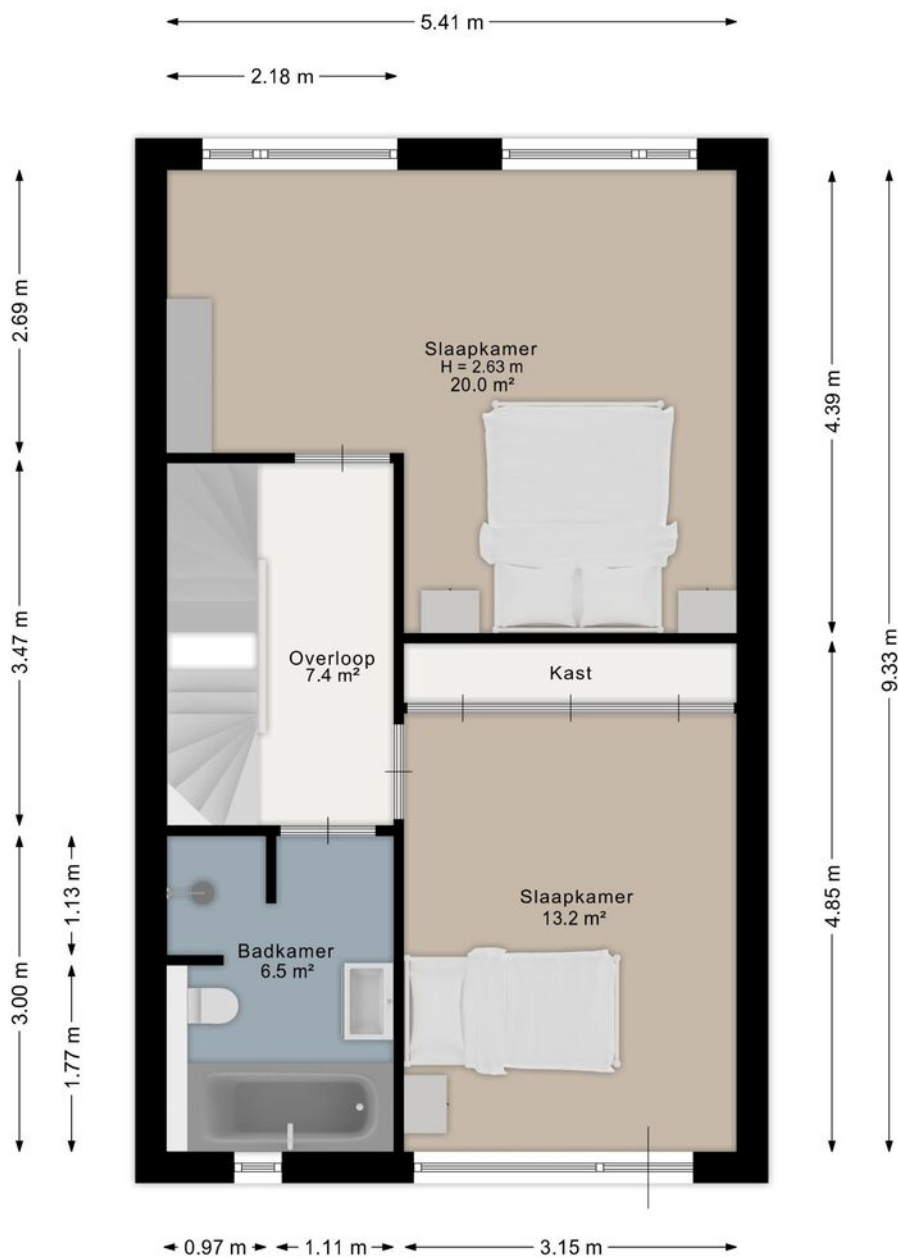 5.41 m
2.18 m
2.69 m
Slaapkamer
H = 2.63 m
20.0 m²
4.39 m
3.47 m
Overloop
7.4 m²
Kast
9.33 m
1.13 m
Slaapkamer
13.2 m²
4.85 m
Badkamer
6.5 m²
3.00 m
1.77 m
0.97 m
1.11 m
3.15 m